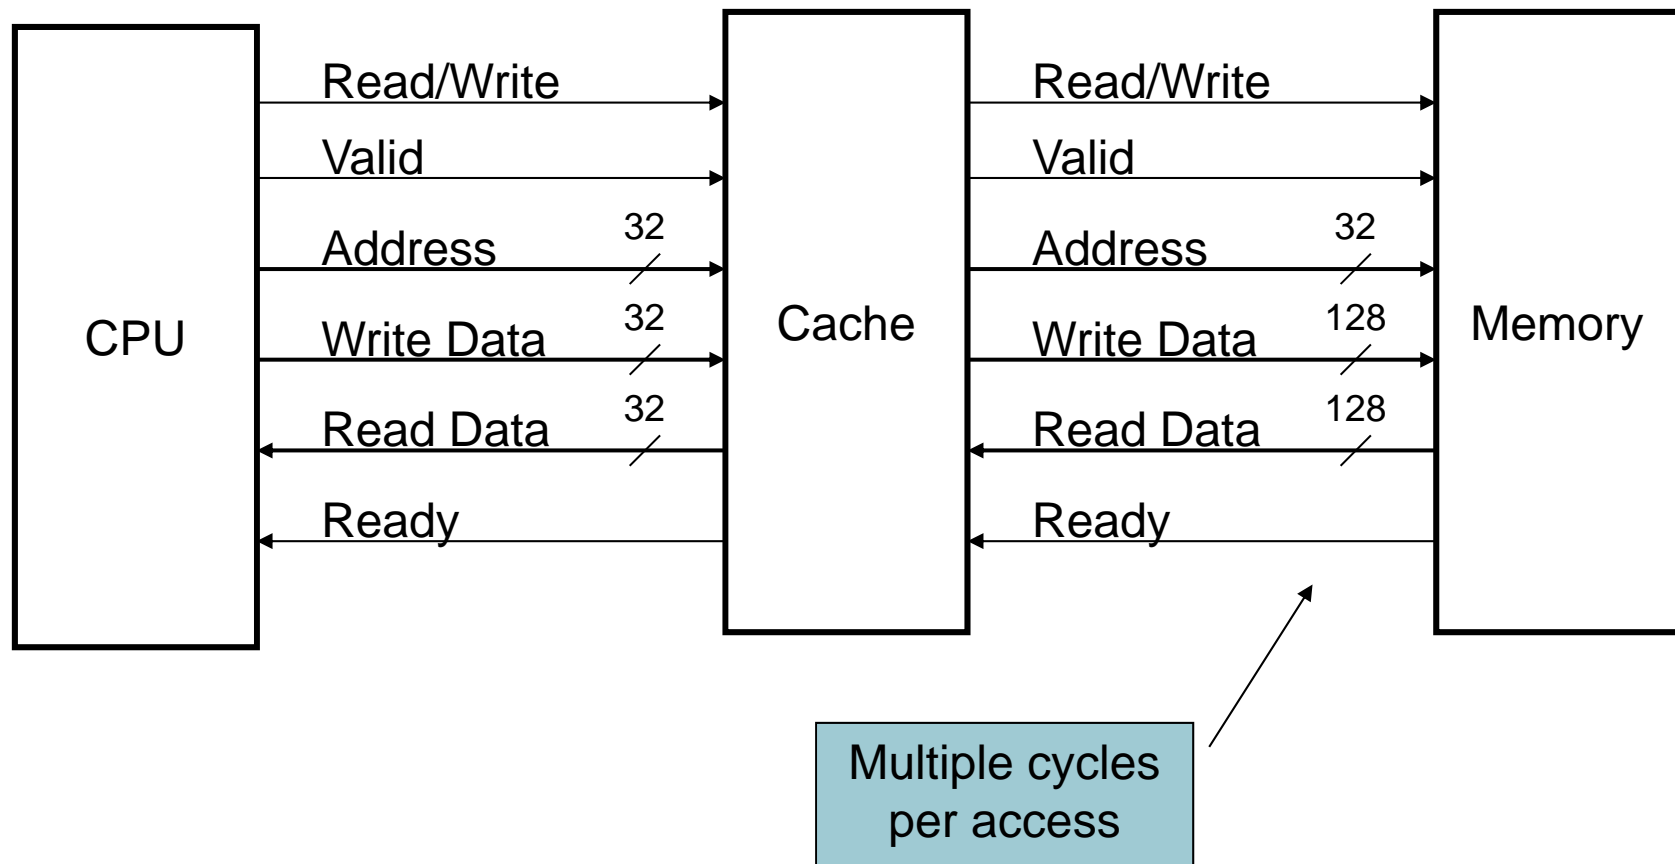 CPU
Read/Write
Valid
Address
32
Write Data
32
Read Data
32
Ready
Cache
Read/Write
Valid
Address
32
Write Data
128
Read Data
128
Ready
Memory
Multiple cycles
per access